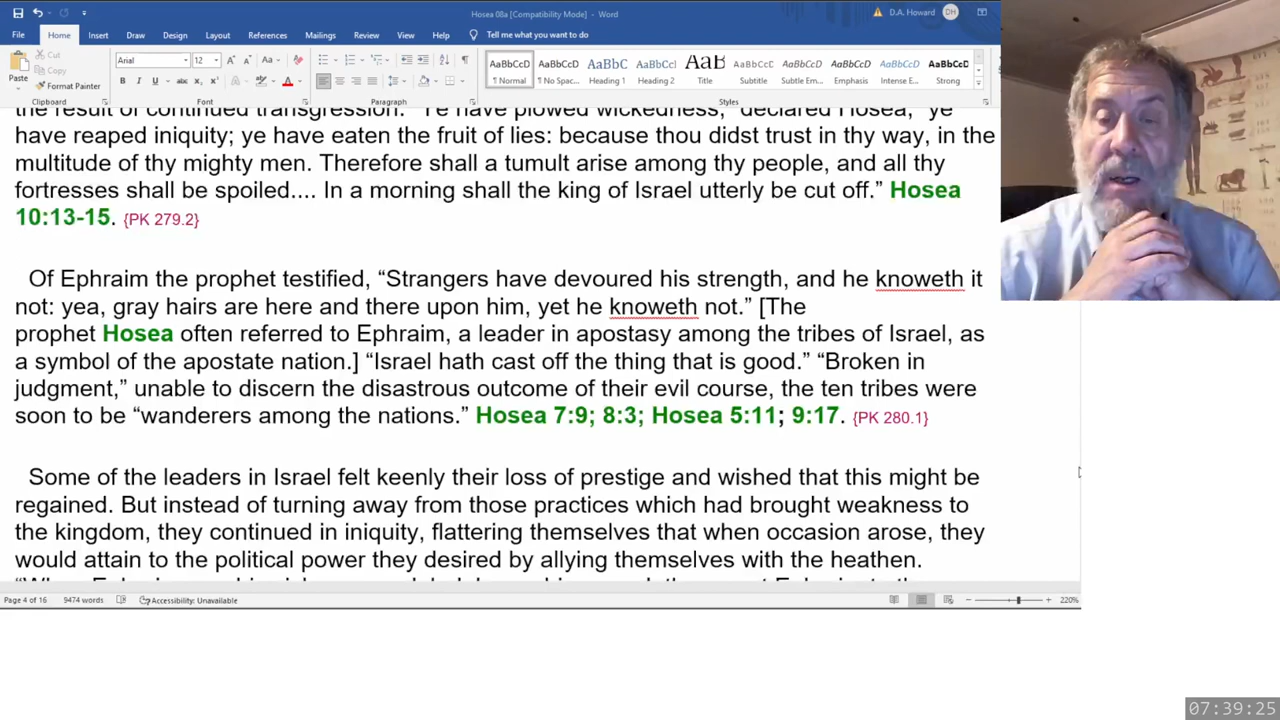 Hosea 08a [Compatibility Mode] - Word
D.A. Howard
DH
File Home Insert Draw Design Layout References Mailings Review View Help Tell me what you want to do
Paste
Cut
Copy
Format Painter
Clipboard
Arial 12
Font
Paragraph
AaBbCcD AaBbCcD AaBbC AaBbCcD AaB AaBbCcD AaBbCcD AaBbCcD AaBbCcD AaBbCcD
¶ Normal ¶ No Spac... Heading 1 Heading 2 Title Subtitle Subtle Em... Emphasis Intense E... Strong
Styles
the result of continued transgression. “Ye have plowed wickedness,” declared Hosea, “ye
have reaped iniquity; ye have eaten the fruit of lies: because thou didst trust in thy way, in the
multitude of thy mighty men. Therefore shall a tumult arise among thy people, and all thy
fortresses shall be spoiled.... In a morning shall the king of Israel utterly be cut off.” Hosea
10:13-15. {PK 279.2}
Of Ephraim the prophet testified, “Strangers have devoured his strength, and he knoweth it
not: yea, gray hairs are here and there upon him, yet he knoweth not.” [The
prophet Hosea often referred to Ephraim, a leader in apostasy among the tribes of Israel, as
a symbol of the apostate nation.] “Israel hath cast off the thing that is good.” “Broken in
judgment,” unable to discern the disastrous outcome of their evil course, the ten tribes were
soon to be “wanderers among the nations.” Hosea 7:9; 8:3; Hosea 5:11; 9:17. {PK 280.1}
Some of the leaders in Israel felt keenly their loss of prestige and wished that this might be
regained. But instead of turning away from those practices which had brought weakness to
the kingdom, they continued in iniquity, flattering themselves that when occasion arose, they
would attain to the political power they desired by allying themselves with the heathen.
Page 4 of 16 9474 words Accessibility: Unavailable 220%
07:39:25